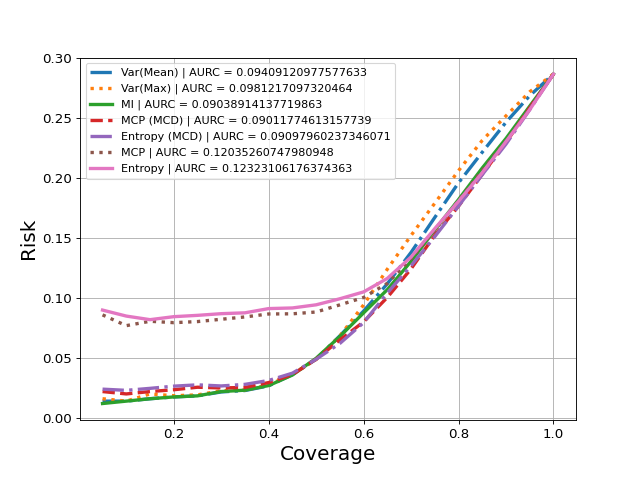 0.30
0.25
0.20
0.15
0.10
0.05
0.00
Risk
Var(Mean) | AURC = 0.09409120977577633
Var(Max) | AURC = 0.0981217097320464
MI | AURC = 0.09038914137719863
MCP (MCD) | AURC = 0.09011774613157739
Entropy (MCD) | AURC = 0.09097960237346071
MCP | AURC = 0.12035260747980948
Entropy | AURC = 0.12323106176374363
0.2 0.4 0.6 0.8 1.0
Coverage